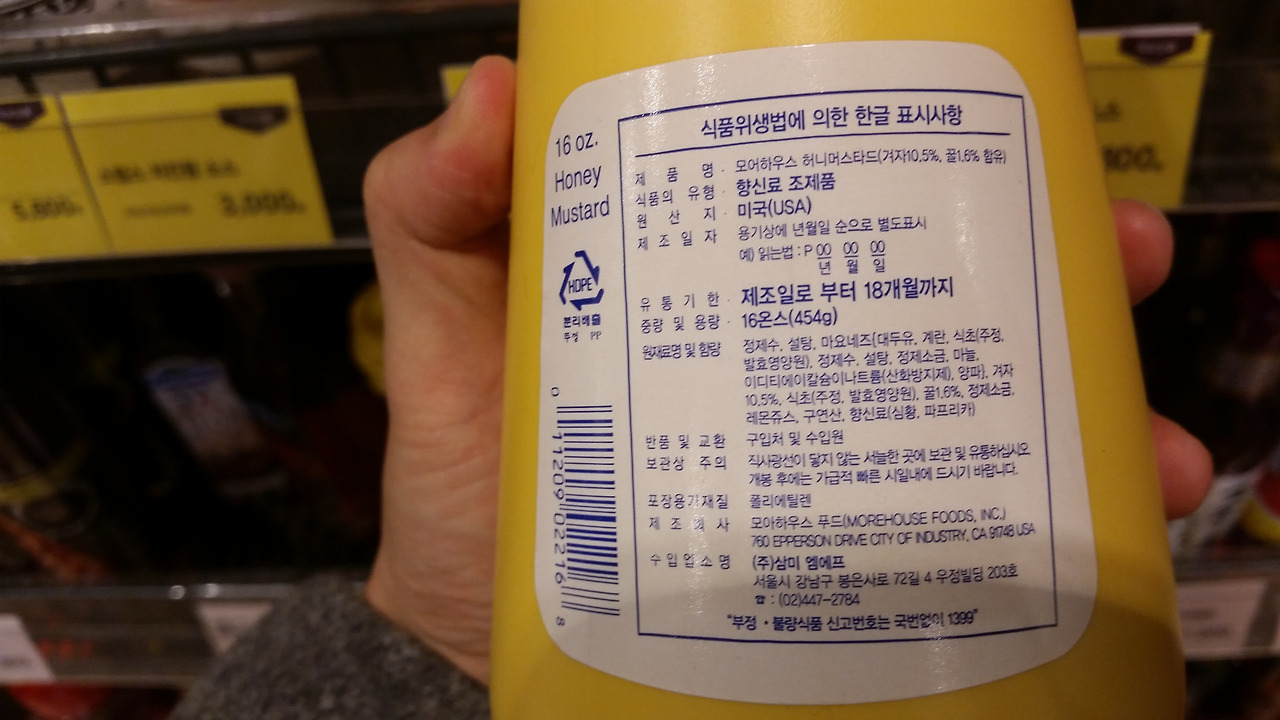 16 oz.
Honey
Mustard
HDPE
분리배출
뚜껑 PP
0 11209 02216 8
식품위생법에 의한 한글 표시사항
제 품 명 · 모어하우스 허니머스타드(겨자10.5%, 꿀1.6% 함유)
식품의 유형 · 향신료 조제품
원 산 지 · 미국(USA)
제 조 일 자 용기상에 년월일 순으로 별도표시
예) 읽는법 : P 00 00 00
년 월 일
유 통 기 한 · 제조일로 부터 18개월까지
중량 및 용량 · 16온스(454g)
원재료명 및 함량 정제수, 설탕, 마요네즈(대두유, 계란, 식초(주정,
발효영양원), 정제수, 설탕, 정제소금, 마늘,
이디티에이칼슘이나트륨(산화방지제), 양파), 겨자
10.5%, 식초(주정, 발효영양원), 꿀1.6%, 정제소금,
레몬쥬스, 구연산, 향신료(심황, 파프리카)
반품 및 교환 구입처 및 수입원
보관상 주의 직사광선이 닿지 않는 서늘한 곳에 보관 및 유통하십시오
개봉 후에는 가급적 빠른 시일내에 드시기 바랍니다.
포장용기재질 폴리에틸렌
제 조 회 사 모아하우스 푸드(MOREHOUSE FOODS, INC.)
760 EPPERSON DRIVE CITY OF INDUSTRY, CA 91748 USA
수 입 업 소 명 (주)삼미 엠에프
서울시 강남구 봉은사로 72길 4 우정빌딩 203호
☎ : (02)447-2784
"부정 · 불량식품 신고번호는 국번없이 1399"
5,800
3,000